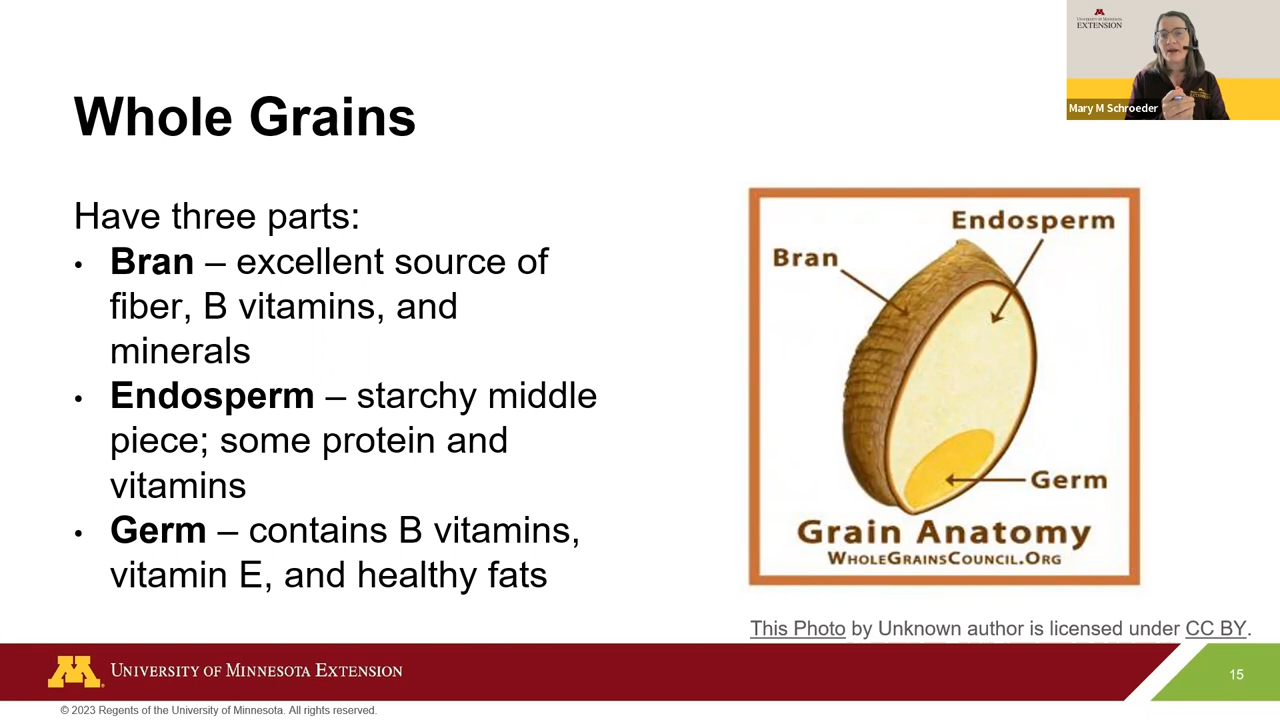 UNIVERSITY OF MINNESOTA
EXTENSION
Mary M Schroeder
Whole Grains
Have three parts:
• Bran – excellent source of
fiber, B vitamins, and
minerals
• Endosperm – starchy middle
piece; some protein and
vitamins
• Germ – contains B vitamins,
vitamin E, and healthy fats
Endosperm
Bran
Germ
Grain Anatomy
WHOLEGRAINSCOUNCIL.ORG
This Photo by Unknown author is licensed under CC BY.
M UNIVERSITY OF MINNESOTA EXTENSION
15
© 2023 Regents of the University of Minnesota. All rights reserved.